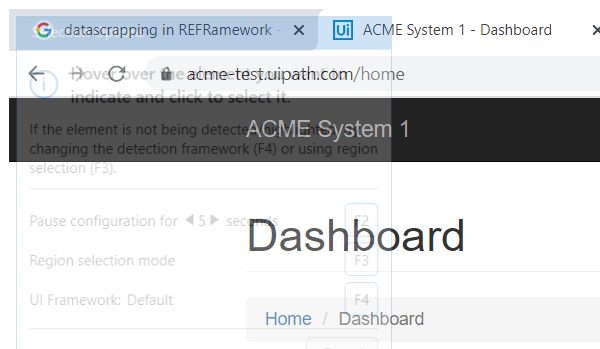 datascrapping in REFRamework -
ACME System 1 - Dashboard
Selection Options
acme-test.uipath.com/home
Hover over the element you want to
indicate and click to select it.
ACME System 1
If the element is not being detected
changing the detection framework (F4) or using region
selection (F3).
Pause configuration for 5 seconds F2
Dashboard
Region selection mode F3
UI Framework: Default F4
Home / Dashboard